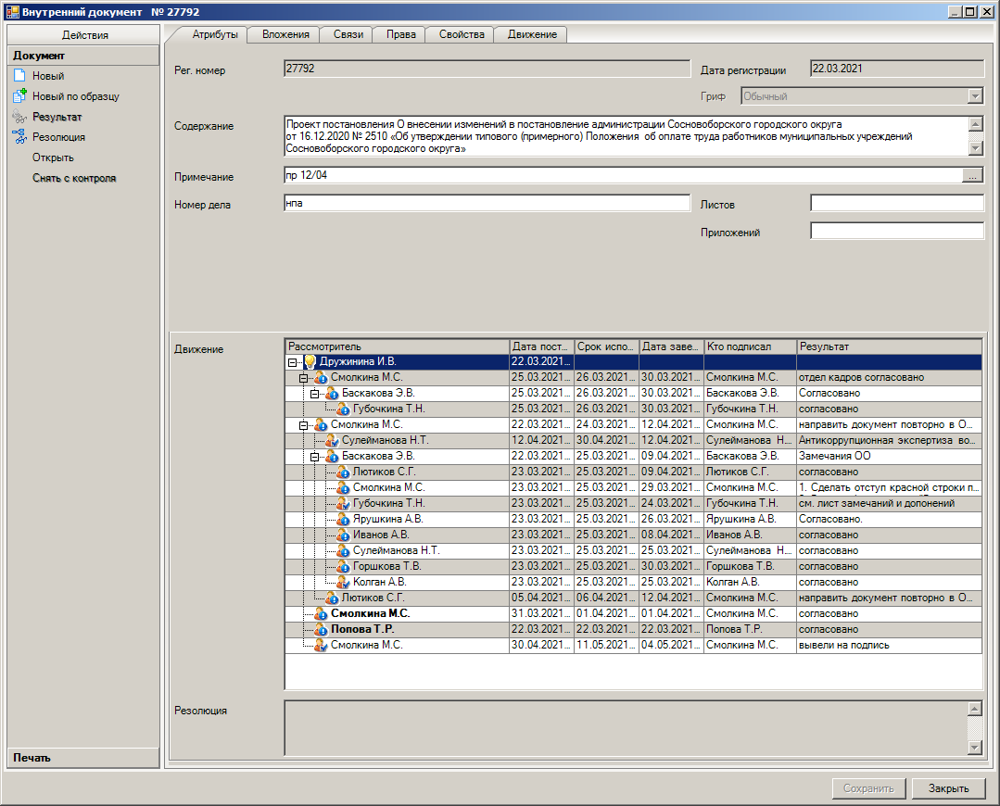 Внутренний документ № 27792
Действия
Документ
Новый
Новый по образцу
Результат
Резолюция
Открыть
Снять с контроля
Печать
Атрибуты Вложения Связи Права Свойства Движение
Рег. номер 27792 Дата регистрации 22.03.2021
Гриф Обычный
Содержание
Проект постановления О внесении изменений в постановление администрации Сосновоборского городского округа
от 16.12.2020 № 2510 «Об утверждении типового (примерного) Положения об оплате труда работников муниципальных учреждений
Сосновоборского городского округа»
Примечание пр 12/04 ...
Номер дела нпа Листов
Приложений
Движение
Рассмотритель Дата пост... Срок испо... Дата заве... Кто подписал Результат
Дружинина И.В. 22.03.2021...
Смолкина М.С. 25.03.2021... 26.03.2021... 30.03.2021... Смолкина М.С. отдел кадров согласовано
Баскакова Э.В. 25.03.2021... 26.03.2021... 30.03.2021... Баскакова Э.В. Согласовано
Губочкина Т.Н. 25.03.2021... 26.03.2021... 30.03.2021... Губочкина Т.Н. согласовано
Смолкина М.С. 22.03.2021... 24.03.2021... 12.04.2021... Смолкина М.С. направить документ повторно в О...
Сулейманова Н.Т. 12.04.2021... 30.04.2021... 12.04.2021... Сулейманова Н... Антикоррупционная экспертиза во...
Баскакова Э.В. 22.03.2021... 25.03.2021... 09.04.2021... Баскакова Э.В. Замечания ОО
Лютиков С.Г. 23.03.2021... 25.03.2021... 09.04.2021... Лютиков С.Г. согласовано
Смолкина М.С. 23.03.2021... 25.03.2021... 29.03.2021... Смолкина М.С. 1. Сделать отступ красной строки п...
Губочкина Т.Н. 23.03.2021... 25.03.2021... 24.03.2021... Губочкина Т.Н. см. лист замечаний и допонений
Ярушкина А.В. 23.03.2021... 25.03.2021... 26.03.2021... Ярушкина А.В. Согласовано.
Иванов А.В. 23.03.2021... 25.03.2021... 08.04.2021... Иванов А.В. согласовано
Сулейманова Н.Т. 23.03.2021... 25.03.2021... 25.03.2021... Сулейманова Н... согласовано
Горшкова Т.В. 23.03.2021... 25.03.2021... 30.03.2021... Горшкова Т.В. согласовано
Колган А.В. 23.03.2021... 25.03.2021... 25.03.2021... Колган А.В. согласовано
Лютиков С.Г. 05.04.2021... 06.04.2021... 12.04.2021... Смолкина М.С. направить документ повторно в О...
Смолкина М.С. 31.03.2021... 01.04.2021... 01.04.2021... Смолкина М.С. согласовано
Попова Т.Р. 22.03.2021... 22.03.2021... 22.03.2021... Попова Т.Р. согласовано
Смолкина М.С. 30.04.2021... 11.05.2021... 04.05.2021... Смолкина М.С. вывели на подпись
Резолюция
Сохранить Закрыть